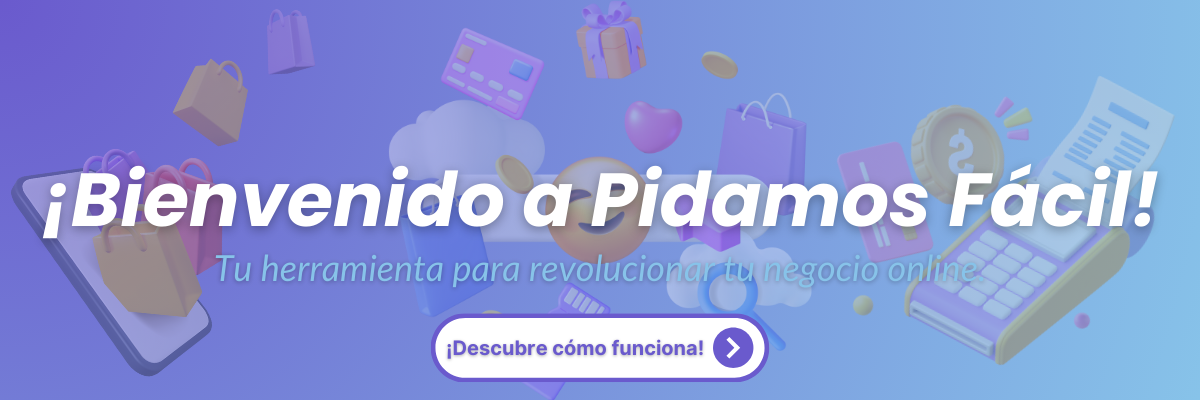 ¡Bienvenido a Pidamos Fácil!
Tu herramienta para revolucionar tu negocio online.
¡Descubre cómo funciona!